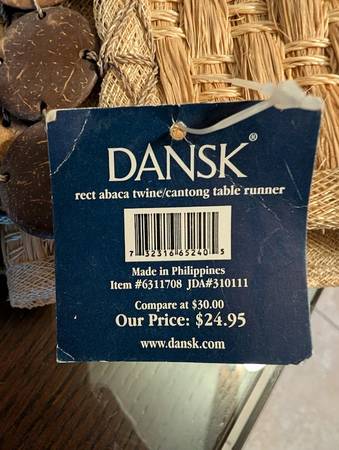 DANSK®
rect abaca twine/cantong table runner
7 32316 65240 5
Made in Philippines
Item #6311708 JDA#310111
Compare at $30.00
Our Price: $24.95
www.dansk.com